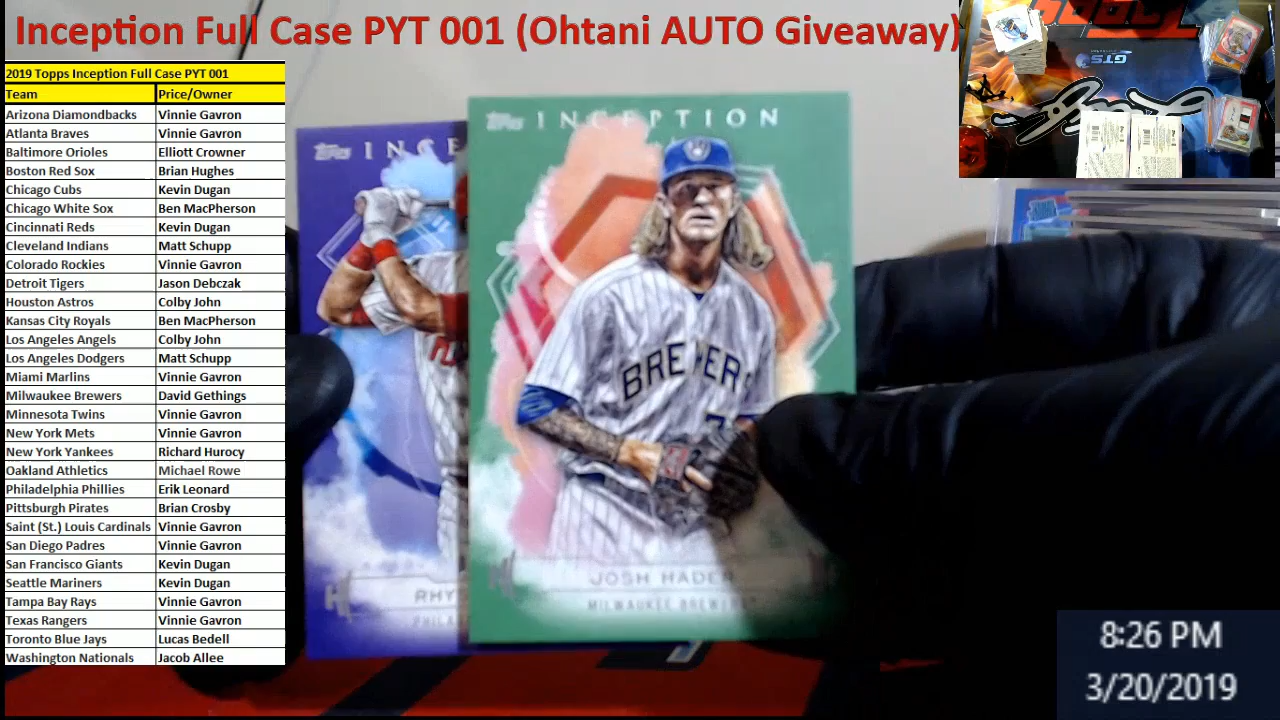 Inception Full Case PYT 001 (Ohtani AUTO Giveaway)
2019 Topps Inception Full Case PYT 001
Team Price/Owner
Arizona Diamondbacks Vinnie Gavron
Atlanta Braves Vinnie Gavron
Baltimore Orioles Elliott Crowner
Boston Red Sox Brian Hughes
Chicago Cubs Kevin Dugan
Chicago White Sox Ben MacPherson
Cincinnati Reds Kevin Dugan
Cleveland Indians Matt Schupp
Colorado Rockies Vinnie Gavron
Detroit Tigers Jason Debczak
Houston Astros Colby John
Kansas City Royals Ben MacPherson
Los Angeles Angels Colby John
Los Angeles Dodgers Matt Schupp
Miami Marlins Vinnie Gavron
Milwaukee Brewers David Gethings
Minnesota Twins Vinnie Gavron
New York Mets Vinnie Gavron
New York Yankees Richard Hurocy
Oakland Athletics Michael Rowe
Philadelphia Phillies Erik Leonard
Pittsburgh Pirates Brian Crosby
Saint (St.) Louis Cardinals Vinnie Gavron
San Diego Padres Vinnie Gavron
San Francisco Giants Kevin Dugan
Seattle Mariners Kevin Dugan
Tampa Bay Rays Vinnie Gavron
Texas Rangers Vinnie Gavron
Toronto Blue Jays Lucas Bedell
Washington Nationals Jacob Allee
Topps INCE
RHYS
PHILA
Topps INCEPTION
BREWERS
JOSH HADER
MILWAUKEE BREWERS
GTS
8:26 PM
3/20/2019